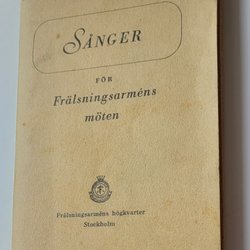 SÅNGER
FÖR
Frälsningsarméns
möten
Frälsningsarméns högkvarter
Stockholm